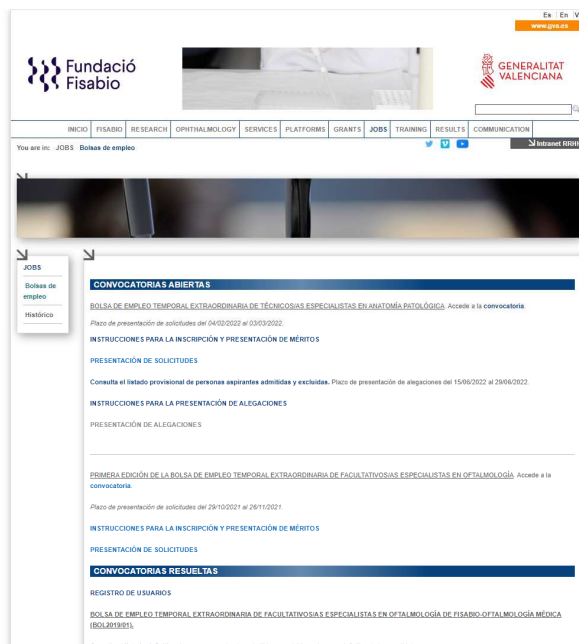 Es En V
www.gva.es
Fundació
Fisabio
GENERALITAT
VALENCIANA
INICIO FISABIO RESEARCH OPHTHALMOLOGY SERVICES PLATFORMS GRANTS JOBS TRAINING RESULTS COMMUNICATION
You are in: JOBS Bolsas de empleo
Intranet RRHH
JOBS
Bolsas de
empleo
Histórico
CONVOCATORIAS ABIERTAS
BOLSA DE EMPLEO TEMPORAL EXTRAORDINARIA DE TÉCNICOS/AS ESPECIALISTAS EN ANATOMÍA PATOLÓGICA. Accede a la convocatoria.
Plazo de presentación de solicitudes del 04/02/2022 al 03/03/2022.
INSTRUCCIONES PARA LA INSCRIPCIÓN Y PRESENTACIÓN DE MÉRITOS
PRESENTACIÓN DE SOLICITUDES
Consulta el listado provisional de personas aspirantes admitidas y excluidas. Plazo de presentación de alegaciones del 15/06/2022 al 29/06/2022.
INSTRUCCIONES PARA LA PRESENTACIÓN DE ALEGACIONES
PRESENTACIÓN DE ALEGACIONES
PRIMERA EDICIÓN DE LA BOLSA DE EMPLEO TEMPORAL EXTRAORDINARIA DE FACULTATIVOS/AS ESPECIALISTAS EN OFTALMOLOGÍA. Accede a la
convocatoria.
Plazo de presentación de solicitudes del 29/10/2021 al 26/11/2021.
INSTRUCCIONES PARA LA INSCRIPCIÓN Y PRESENTACIÓN DE MÉRITOS
PRESENTACIÓN DE SOLICITUDES
CONVOCATORIAS RESUELTAS
REGISTRO DE USUARIOS
BOLSA DE EMPLEO TEMPORAL EXTRAORDINARIA DE FACULTATIVOS/AS ESPECIALISTAS EN OFTALMOLOGÍA DE FISABIO-OFTALMOLOGÍA MÉDICA
(BOL2019/01).